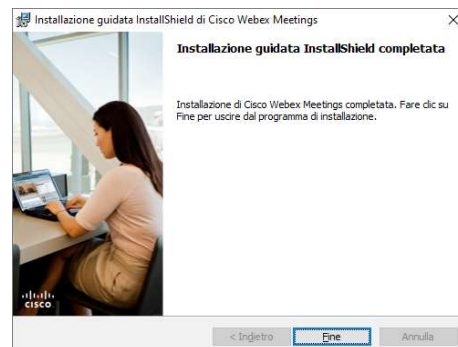 Installazione guidata InstallShield di Cisco Webex Meetings
Installazione guidata InstallShield completata
Installazione di Cisco Webex Meetings completata. Fare clic su
Fine per uscire dal programma di installazione.
CISCO
< Indietro
Fine
Annulla